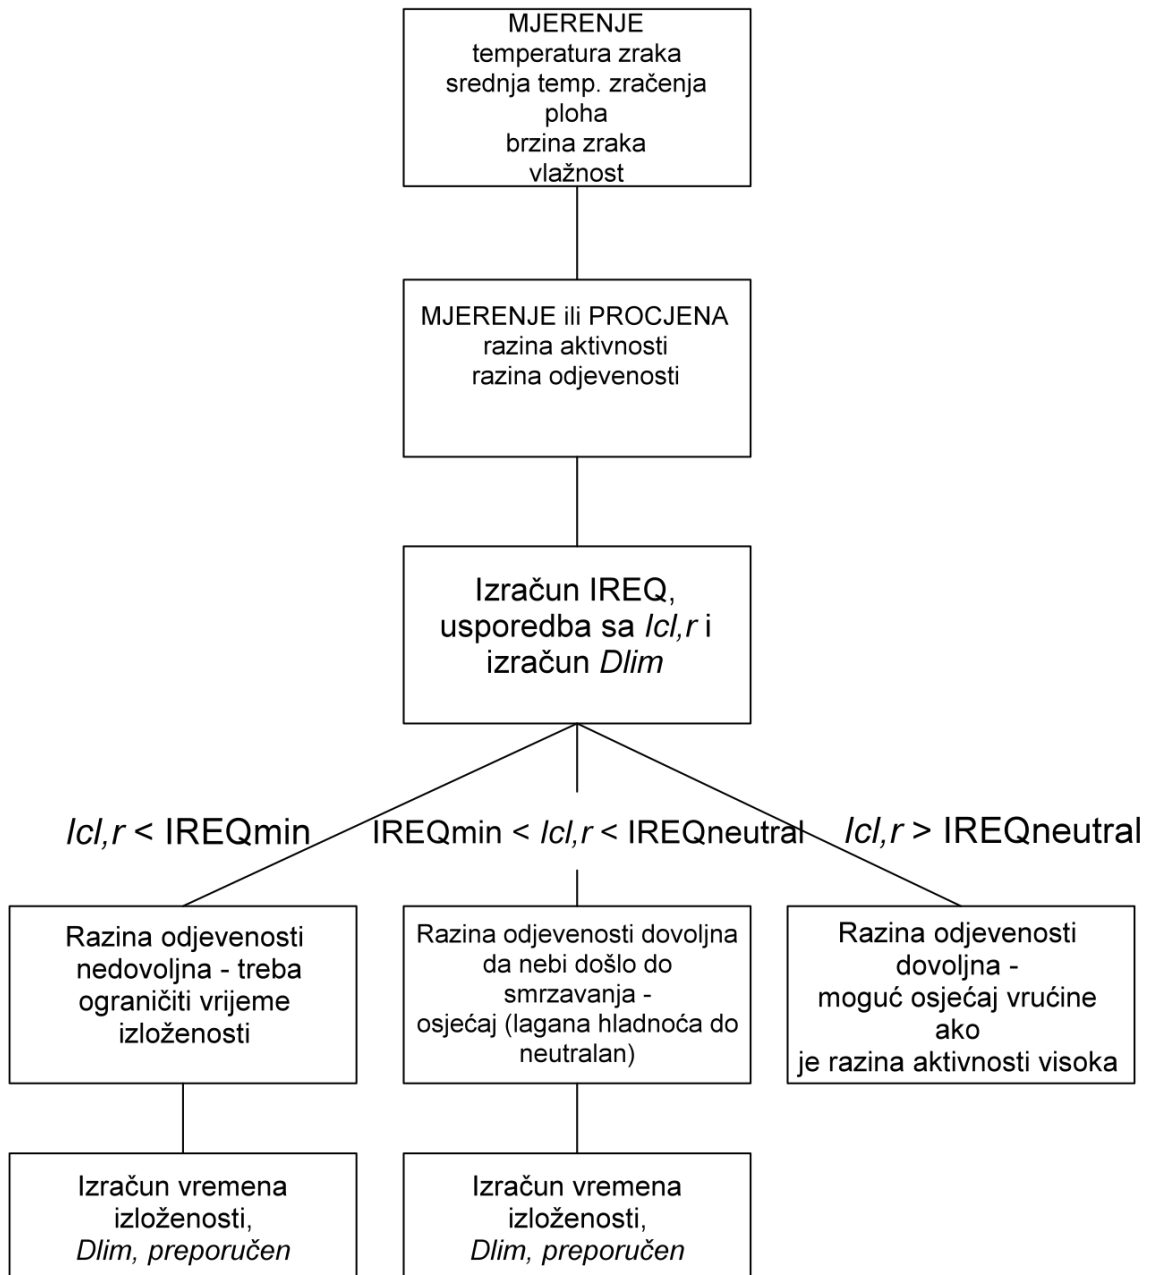 MJERENJE
temperatura zraka
srednja temp. zračenja
ploha
brzina zraka
vlažnost
MJERENJE ili PROCJENA
razina aktivnosti
razina odjevenosti
Izračun IREQ,
usporedba sa Icl,r i
izračun Dlim
Icl,r < IREQmin
IREQmin < Icl,r < IREQneutral
Icl,r > IREQneutral
Razina odjevenosti
nedovoljna - treba
ograničiti vrijeme
izloženosti
Razina odjevenosti dovoljna
da nebi došlo do
smrzavanja -
osjećaj (lagana hladnoća do
neutralan)
Razina odjevenosti
dovoljna -
moguć osjećaj vrućine
ako
je razina aktivnosti visoka
Izračun vremena
izloženosti,
Dlim, preporučen
Izračun vremena
izloženosti,
Dlim, preporučen